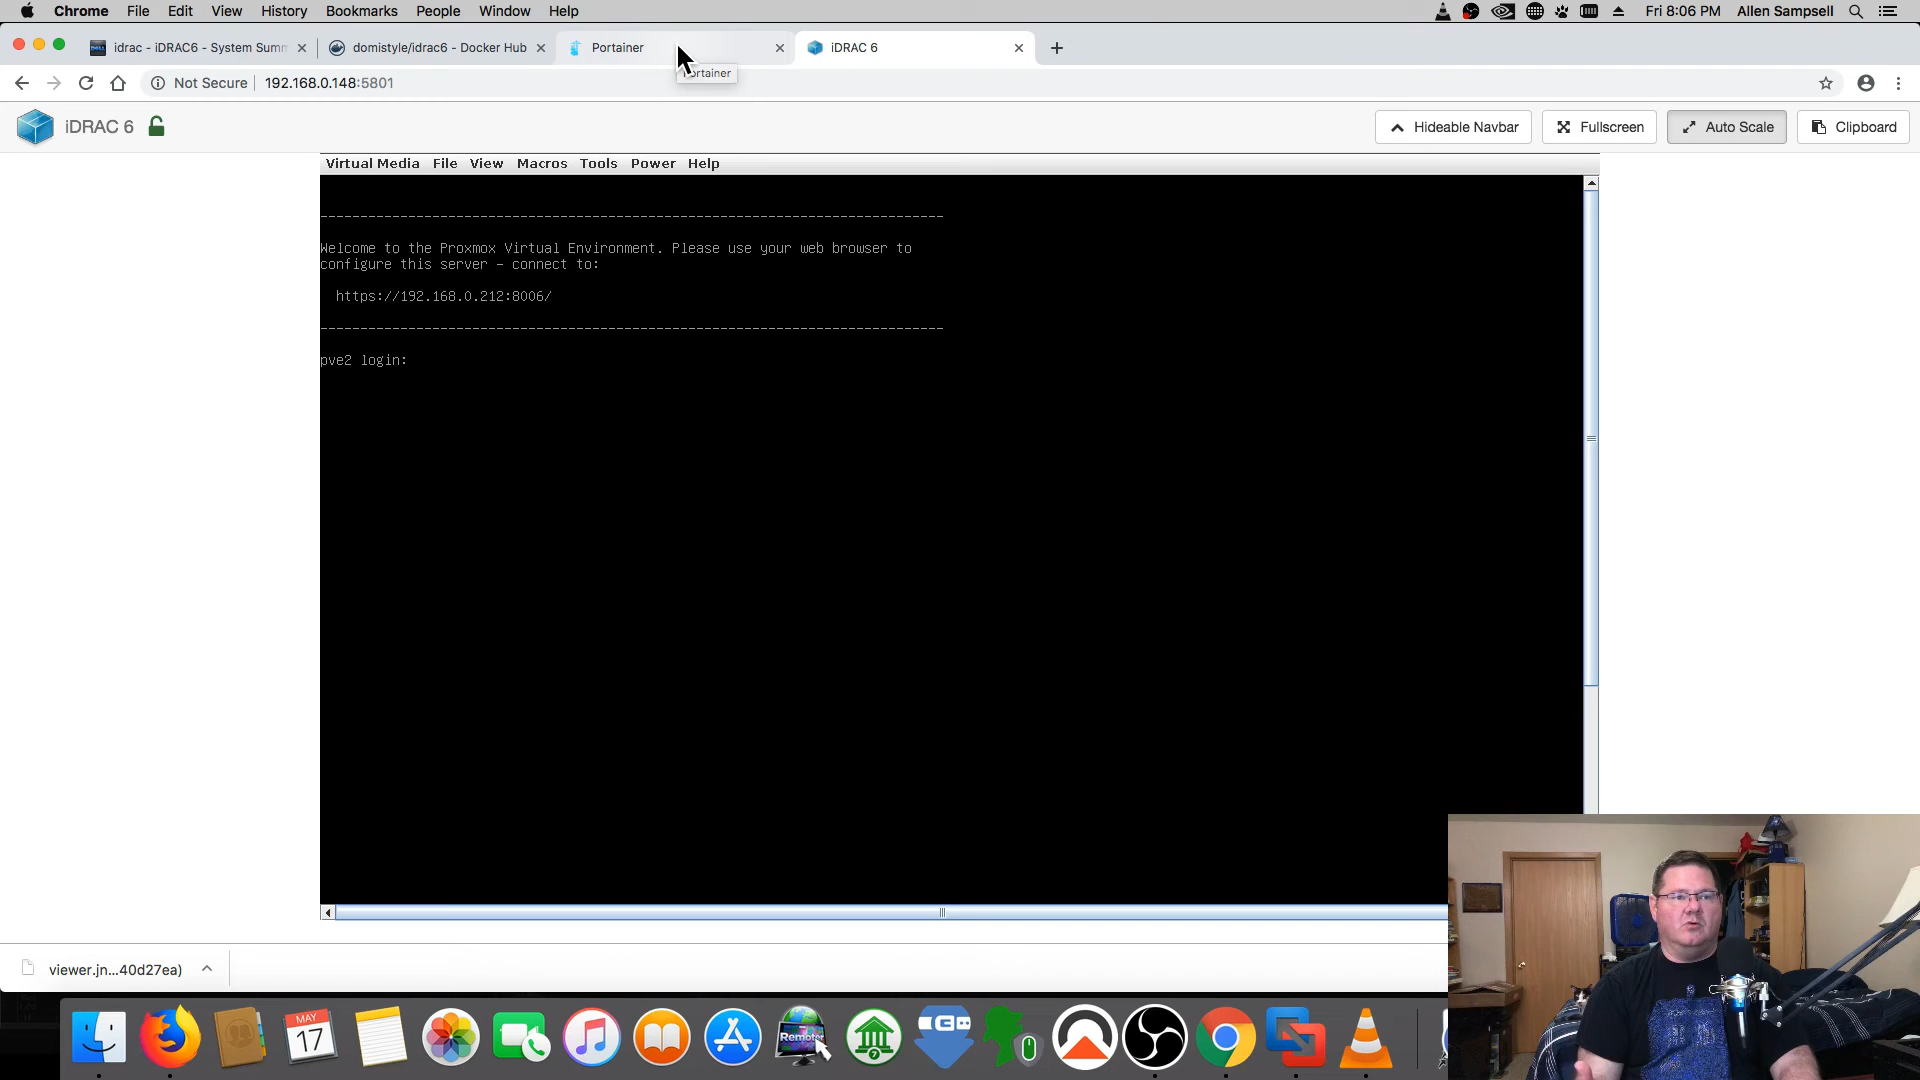 Chrome File Edit View History Bookmarks People Window Help
Fri 8:06 PM Allen Sampsell
idrac - iDRAC6 - System Summ
domistyle/idrac6 - Docker Hub
Portainer
iDRAC 6
Not Secure 192.168.0.148:5801
iDRAC 6
Hideable Navbar
Fullscreen
Auto Scale
Clipboard
Virtual Media File View Macros Tools Power Help
--------------------------------------------------------------------------------
Welcome to the Proxmox Virtual Environment. Please use your web browser to
configure this server - connect to:
https://192.168.0.212:8006/
--------------------------------------------------------------------------------
pve2 login:
viewer.jn...40d27ea)
MAY
17
Remoter